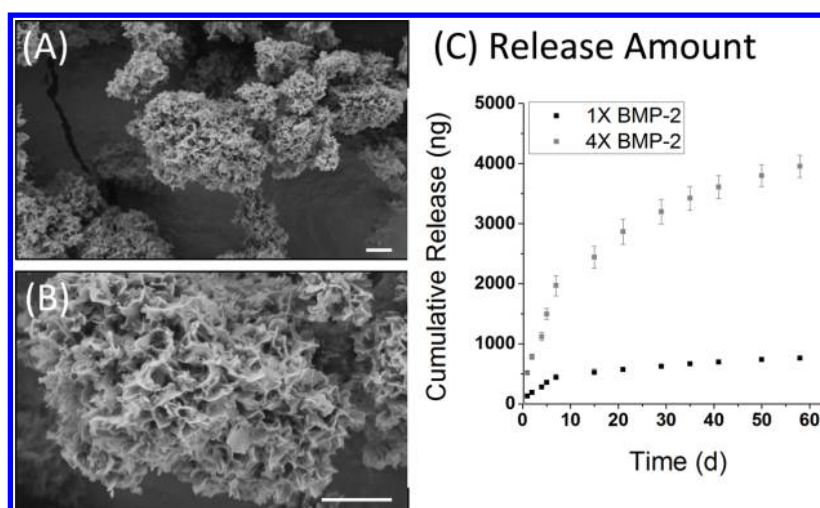 (A)
(B)
(C) Release Amount
1X BMP-2
4X BMP-2
Cumulative Release (ng)
5000
4000
3000
2000
1000
0
0 10 20 30 40 50 60
Time (d)